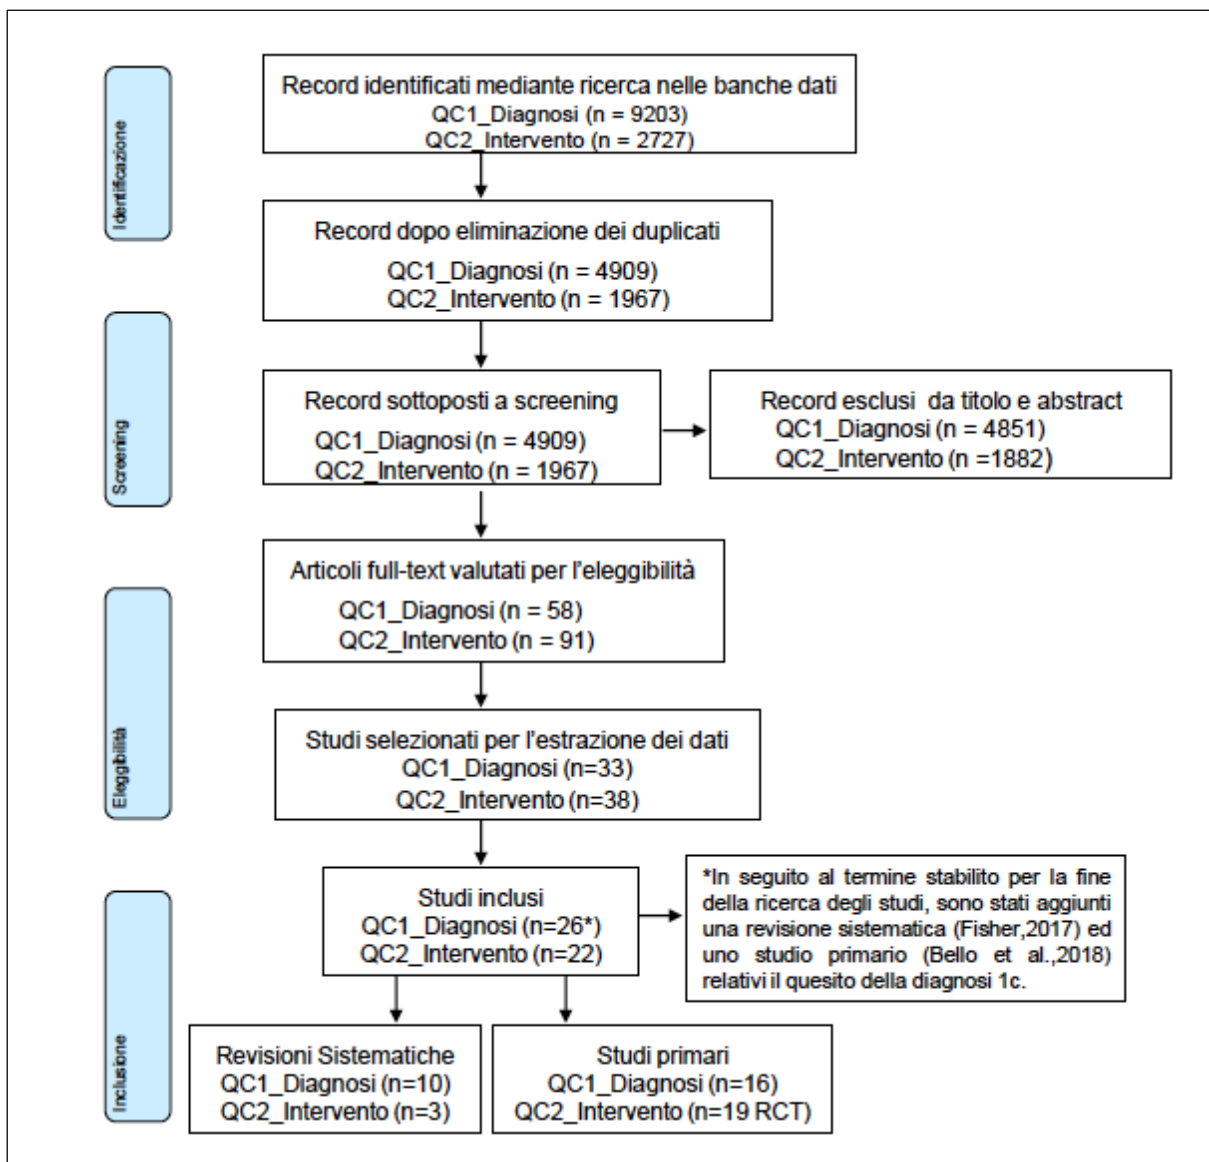 Identificazione
Record identificati mediante ricerca nelle banche dati
QC1_Diagnosi (n = 9203)
QC2_Intervento (n = 2727)
Record dopo eliminazione dei duplicati
QC1_Diagnosi (n = 4909)
QC2_Intervento (n = 1967)
Screening
Record sottoposti a screening
QC1_Diagnosi (n = 4909)
QC2_Intervento (n = 1967)
Record esclusi da titolo e abstract
QC1_Diagnosi (n = 4851)
QC2_Intervento (n =1882)
Eleggibilità
Articoli full-text valutati per l'eleggibilità
QC1_Diagnosi (n = 58)
QC2_Intervento (n = 91)
Studi selezionati per l'estrazione dei dati
QC1_Diagnosi (n=33)
QC2_Intervento (n=38)
Inclusione
Studi inclusi
QC1_Diagnosi (n=26*)
QC2_Intervento (n=22)
*In seguito al termine stabilito per la fine
della ricerca degli studi, sono stati aggiunti
una revisione sistematica (Fisher,2017) ed
uno studio primario (Bello et al.,2018)
relativi il quesito della diagnosi 1c.
Revisioni Sistematiche
QC1_Diagnosi (n=10)
QC2_Intervento (n=3)
Studi primari
QC1_Diagnosi (n=16)
QC2_Intervento (n=19 RCT)